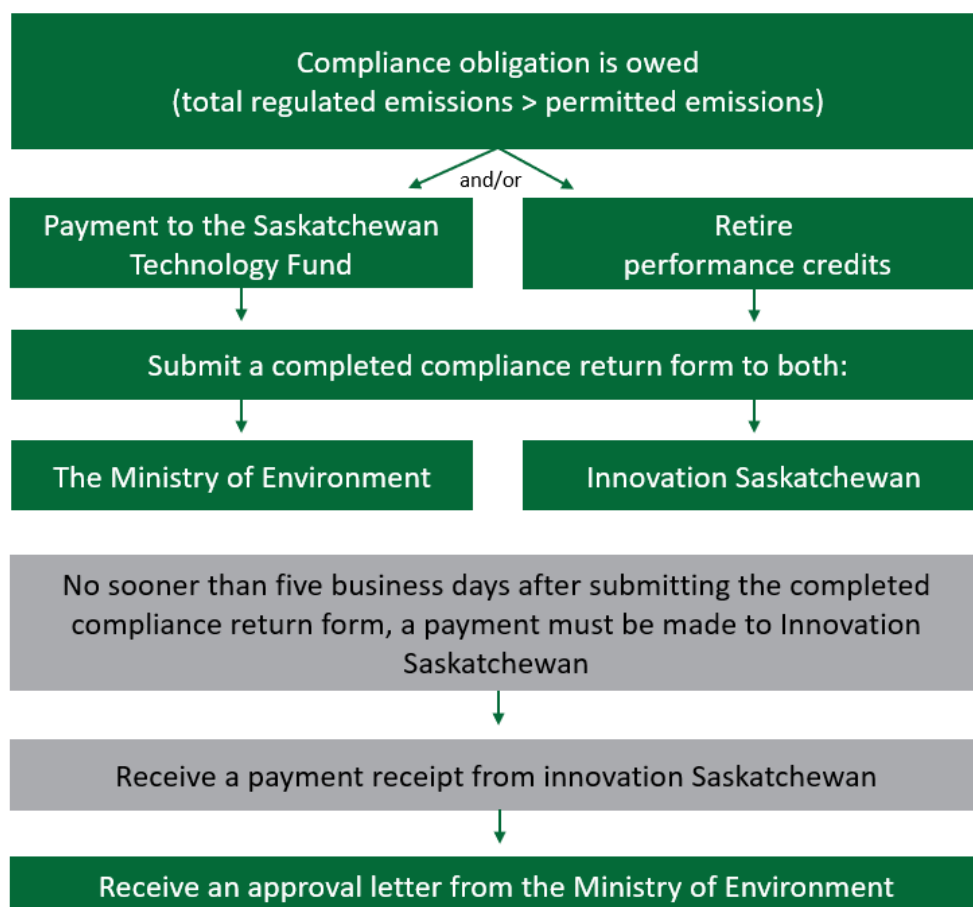 Compliance obligation is owed
(total regulated emissions > permitted emissions)
and/or
Payment to the Saskatchewan
Technology Fund
Retire
performance credits
Submit a completed compliance return form to both:
The Ministry of Environment
Innovation Saskatchewan
No sooner than five business days after submitting the completed
compliance return form, a payment must be made to Innovation
Saskatchewan
Receive a payment receipt from innovation Saskatchewan
Receive an approval letter from the Ministry of Environment